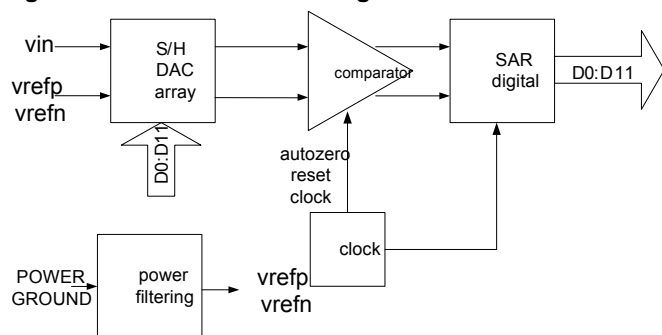 vin
vrefp
vrefn
S/H
DAC
array
comparator
SAR
digital
D0:D11
D0:D11
autozero
reset
clock
clock
POWER
GROUND
power
filtering
vrefp
vrefn